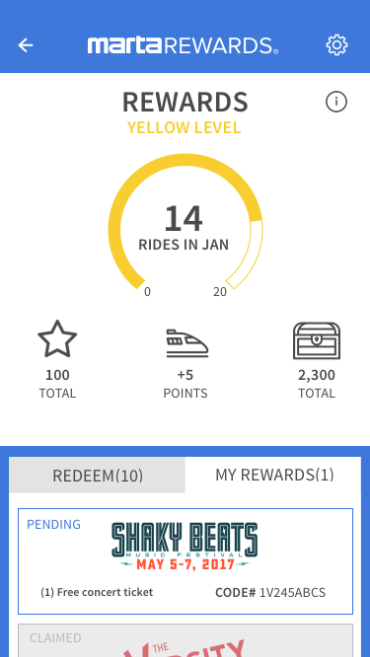 martaREWARDS.
REWARDS
YELLOW LEVEL
14
RIDES IN JAN
0 20
100 +5 2,300
TOTAL POINTS TOTAL
REDEEM(10) MY REWARDS(1)
PENDING
SHAKY BEATS
MUSIC FESTIVAL
MAY 5-7, 2017
(1) Free concert ticket CODE# 1V245ABCS
CLAIMED
THE